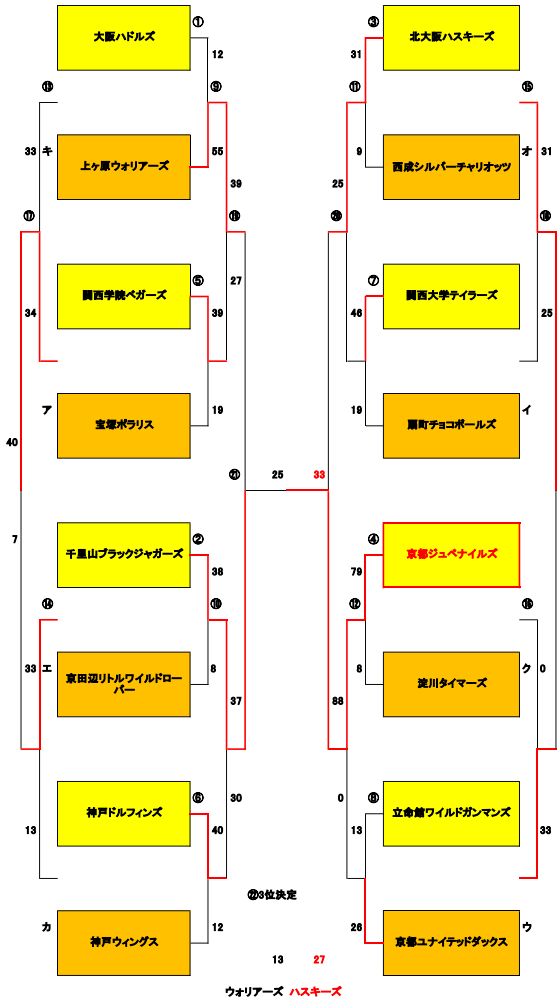 ① ③
大阪ハドルズ 北大阪ハスキーズ
12 31
⑬ ⑨ ⑪ ⑮
33 キ 上ヶ原ウォリアーズ 55 9 西成シルバーチャリオッツ オ 31
39 25
⑰ ⑲ ⑳ ⑱
関西学院ペガーズ ⑤ 27 ⑦ 関西大学テイラーズ
34 39 46 25
ア 宝塚ポラリス 19 19 扇町チョコボールズ イ
40
㉑ 25 33
7
千里山ブラックジャガーズ ② ④ 京都ジュベナイルズ
38 79
⑭ ⑩ ⑫ ⑯
33 エ 京田辺リトルワイルドロー
バー 8 8 淀川タイマーズ ク 0
37 88
神戸ドルフィンズ ⑥ 30 0 ⑧ 立命館ワイルドガンマンズ
13 40 13 33
㉒3位決定
カ 神戸ウィングス 12 26 京都ユナイテッドダックス ウ
13 27
ウォリアーズ ハスキーズ